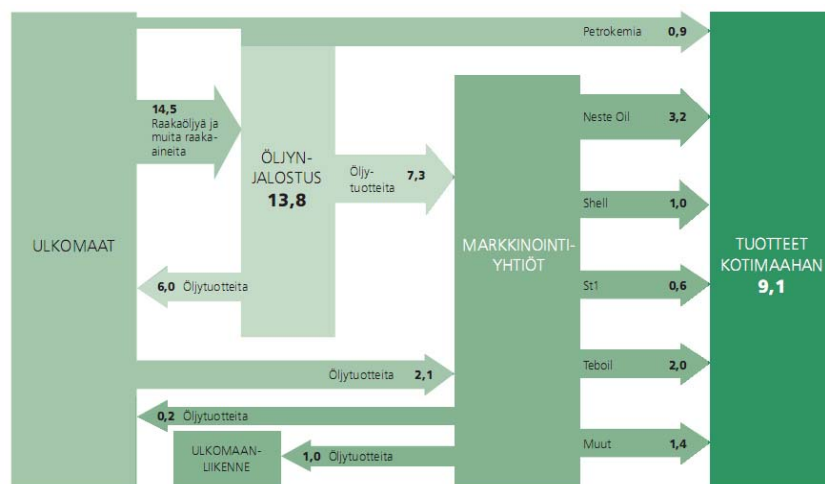 Petrokemia 0,9
14,5
Raakaöljyä ja
muita raaka-
aineita
ÖLJYN-
JALOSTUS
13,8
Öljy- 7,3
tuotteita
Neste Oil 3,2
Shell 1,0
ULKOMAAT
MARKKINOINTI-
YHTIÖT
TUOTTEET
KOTIMAAHAN
9,1
6,0 Öljytuotteita
St1 0,6
Öljytuotteita 2,1
Teboil 2,0
0,2 Öljytuotteita
ULKOMAAN-
LIIKENNE
1,0 Öljytuotteita
Muut 1,4